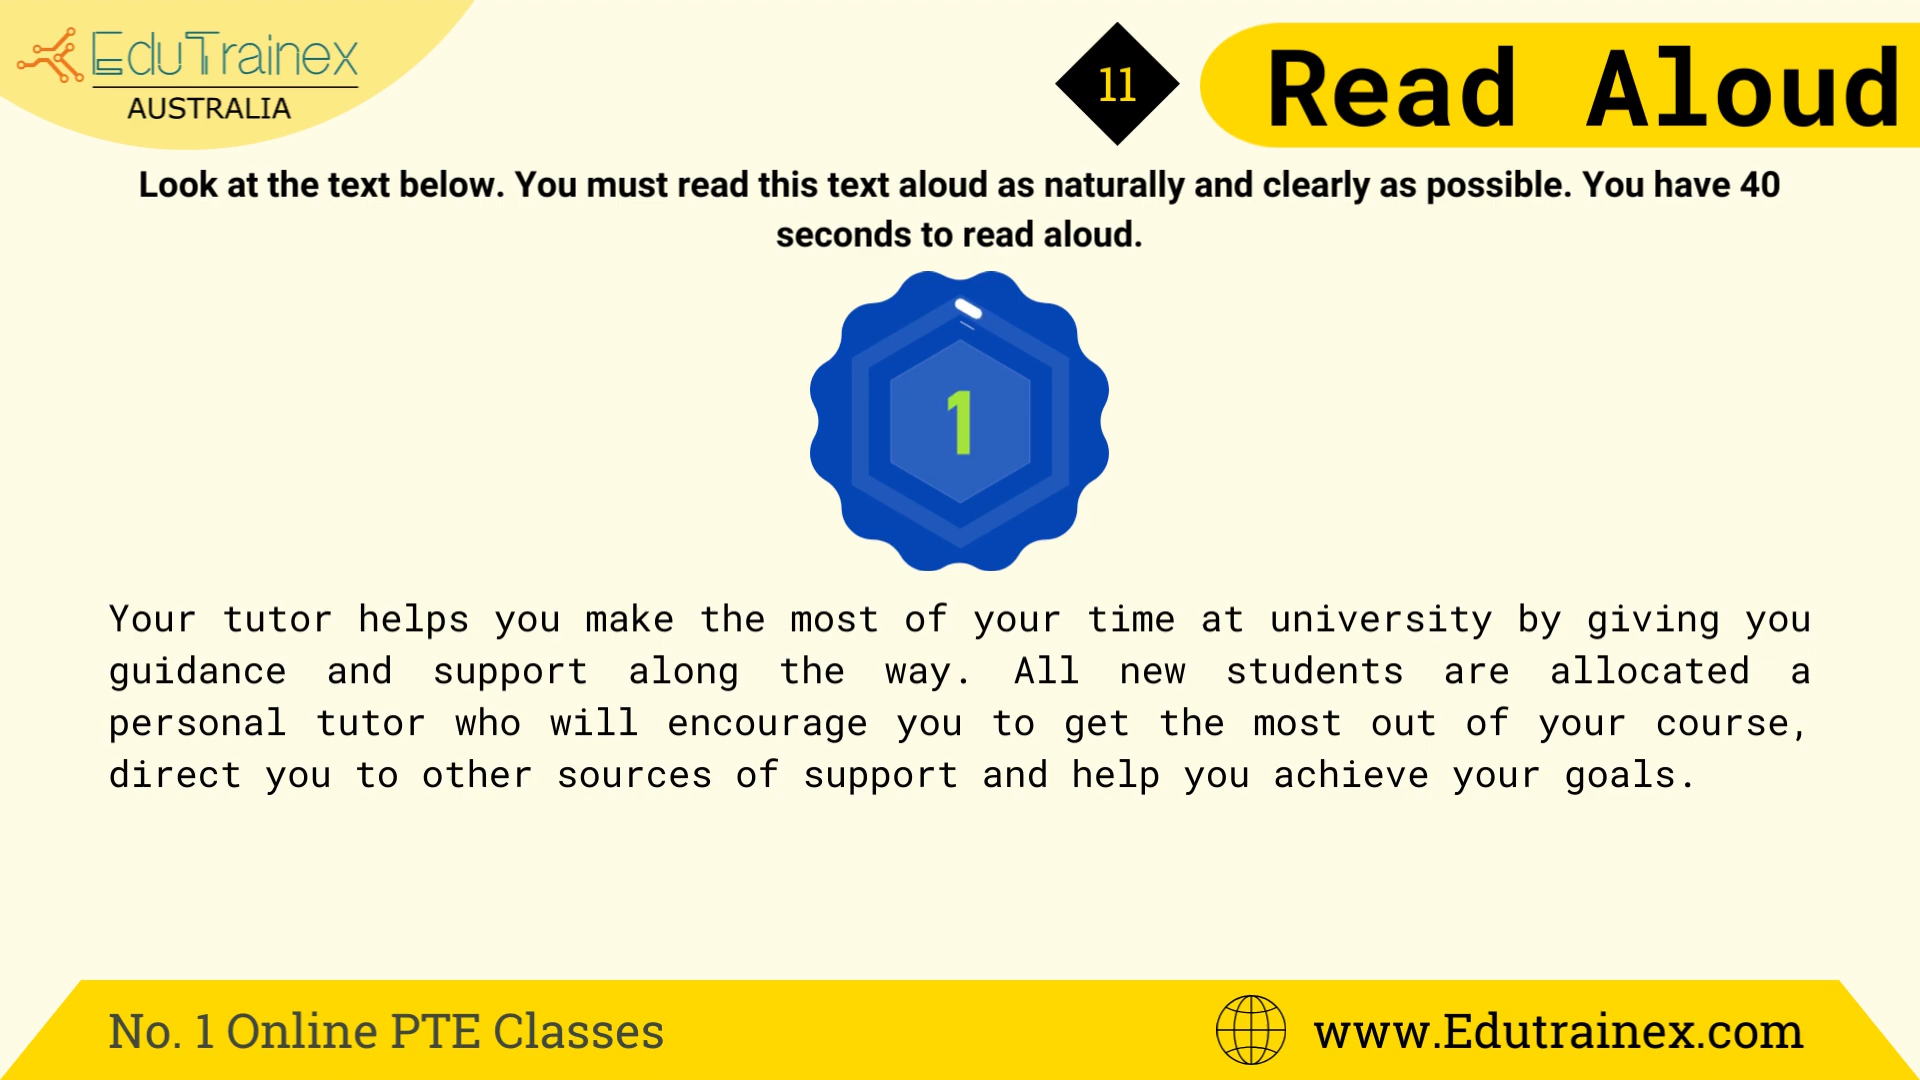 EduTrainex
AUSTRALIA
11
Read Aloud
Look at the text below. You must read this text aloud as naturally and clearly as possible. You have 40
seconds to read aloud.
1
Your tutor helps you make the most of your time at university by giving you
guidance and support along the way. All new students are allocated a
personal tutor who will encourage you to get the most out of your course,
direct you to other sources of support and help you achieve your goals.
No. 1 Online PTE Classes
www.Edutrainex.com